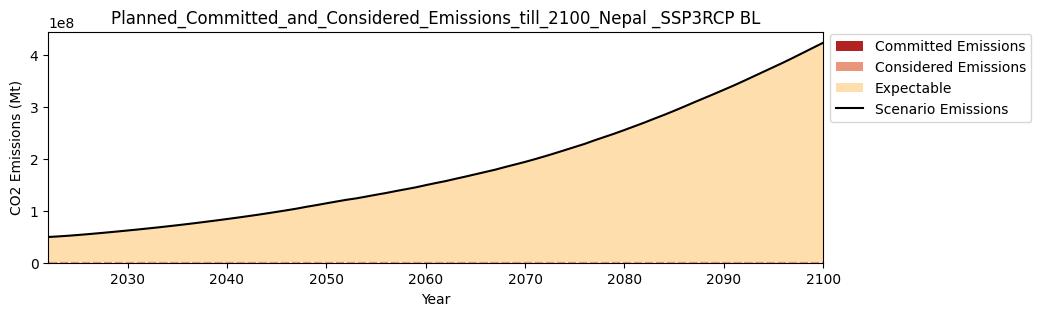 Planned_Committed_and_Considered_Emissions_till_2100_Nepal _SSP3RCP BL
1e8
4
3
2
1
0
CO2 Emissions (Mt)
2030 2040 2050 2060 2070 2080 2090 2100
Year
Committed Emissions
Considered Emissions
Expectable
Scenario Emissions